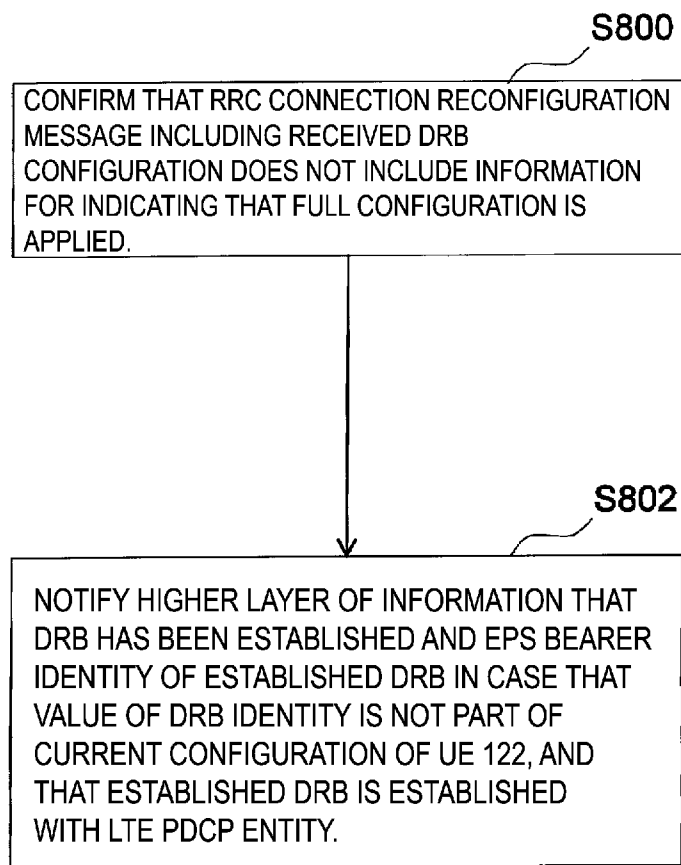 S800
CONFIRM THAT RRC CONNECTION RECONFIGURATION
MESSAGE INCLUDING RECEIVED DRB
CONFIGURATION DOES NOT INCLUDE INFORMATION
FOR INDICATING THAT FULL CONFIGURATION IS
APPLIED.
S802
NOTIFY HIGHER LAYER OF INFORMATION THAT
DRB HAS BEEN ESTABLISHED AND EPS BEARER
IDENTITY OF ESTABLISHED DRB IN CASE THAT
VALUE OF DRB IDENTITY IS NOT PART OF
CURRENT CONFIGURATION OF UE 122, AND
THAT ESTABLISHED DRB IS ESTABLISHED
WITH LTE PDCP ENTITY.